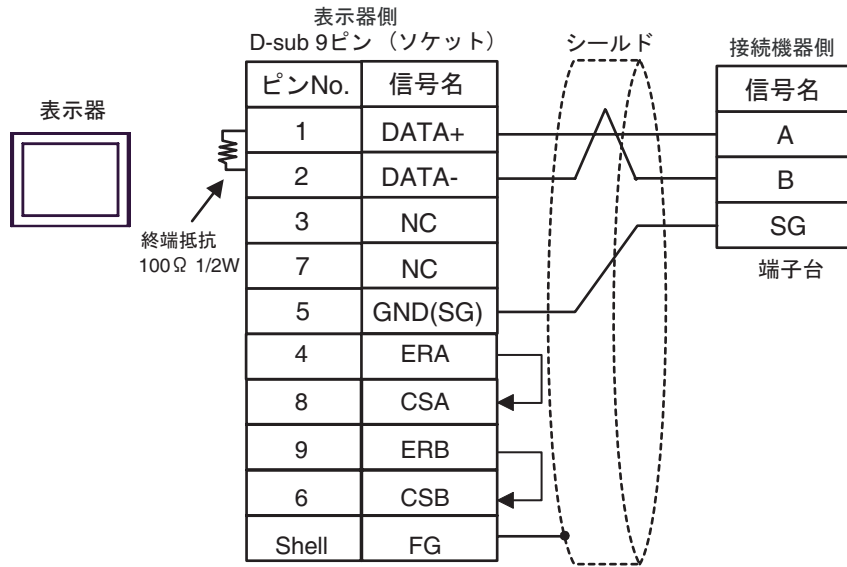 表示器側
D-sub 9ピン（ソケット）
シールド
接続機器側
ピンNo. 信号名
信号名
表示器
1 DATA+
A
2 DATA-
B
3 NC
SG
終端抵抗
100Ω 1/2W
7 NC
端子台
5 GND(SG)
4 ERA
8 CSA
9 ERB
6 CSB
Shell FG